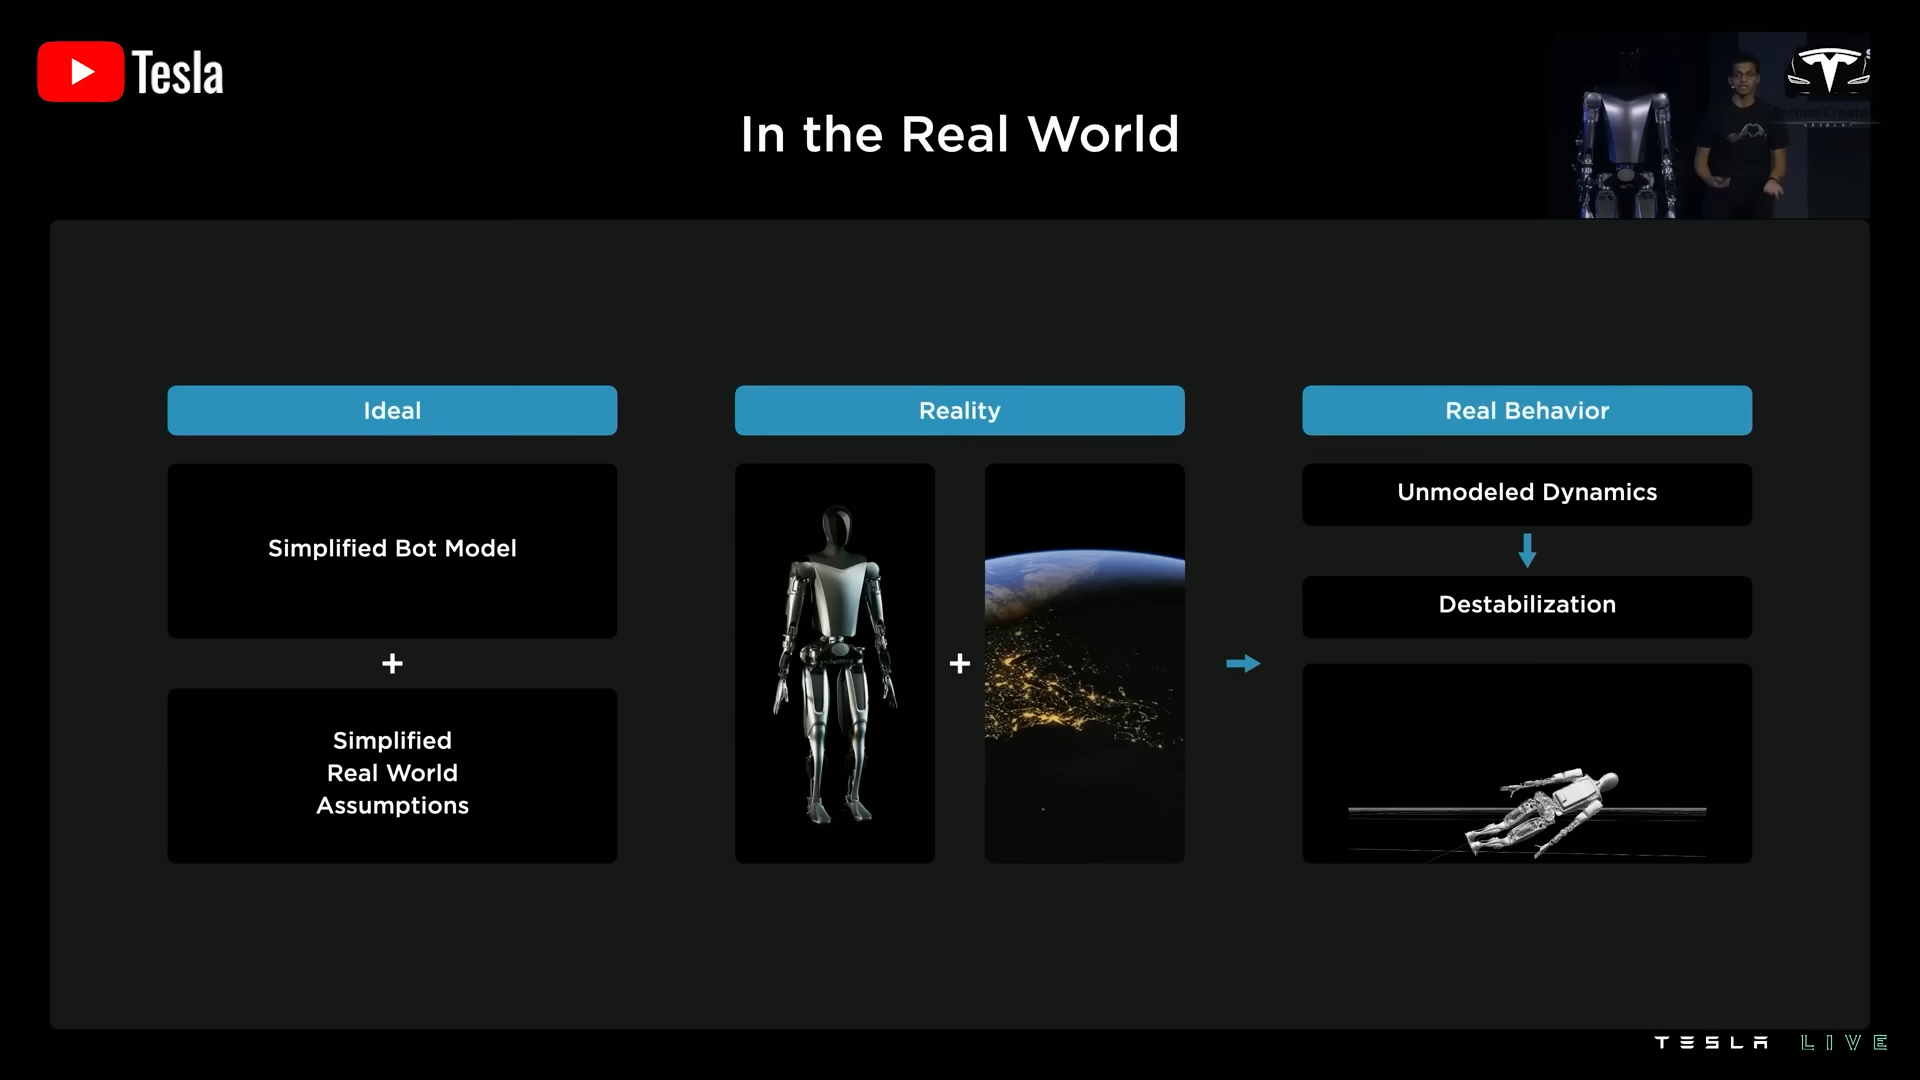 Tesla
In the Real World
Ideal
Simplified Bot Model
+
Simplified
Real World
Assumptions
Reality
+
Real Behavior
Unmodeled Dynamics
Destabilization
TESLA LIVE